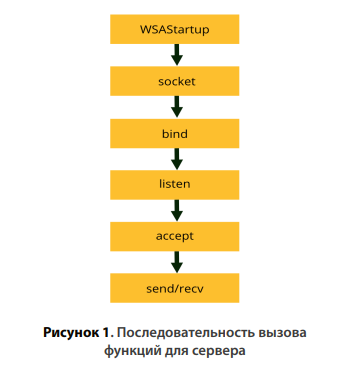 WSAStartup
socket
bind
listen
accept
send/recv
Рисунок 1. Последовательность вызова
функций для сервера